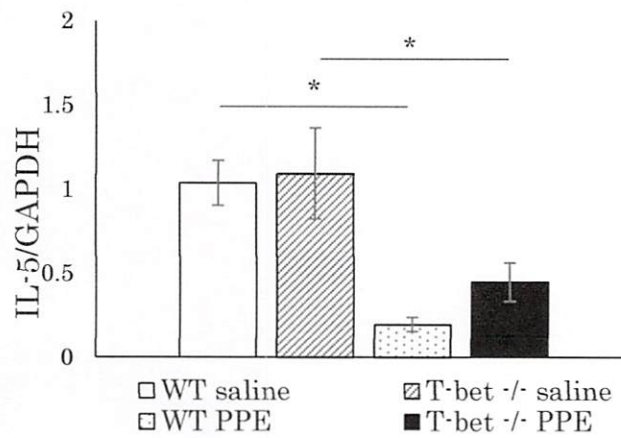 2
*
*
1.5
1
0.5
0
IL-5/GAPDH
WT saline T-bet -/- saline
WT PPE T-bet -/- PPE